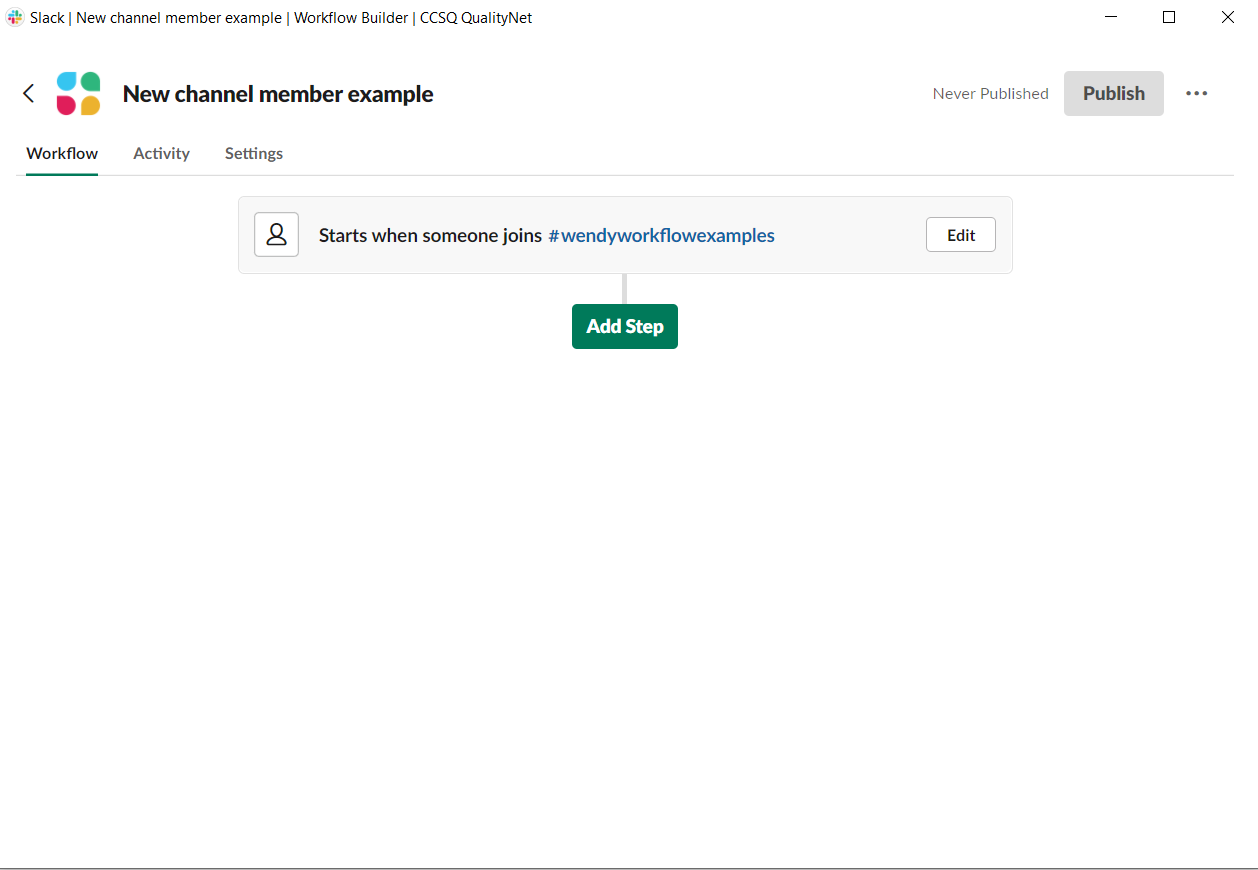 Slack | New channel member example | Workflow Builder | CCSQ QualityNet
New channel member example
Never Published
Publish
Workflow Activity Settings
Starts when someone joins #wendyworkflowexamples
Edit
Add Step